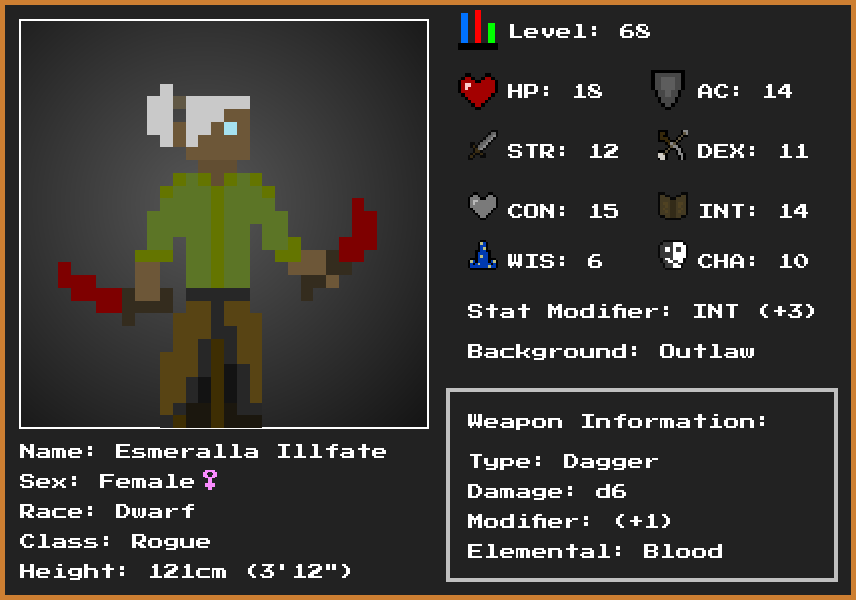 Level: 68
HP: 18
AC: 14
STR: 12
DEX: 11
CON: 15
INT: 14
WIS: 6
CHA: 10
Stat Modifier: INT (+3)
Background: Outlaw
Weapon Information:
Type: Dagger
Damage: d6
Modifier: (+1)
Elemental: Blood
Name: Esmeralla Illfate
Sex: Female♀
Race: Dwarf
Class: Rogue
Height: 121cm (3'12")